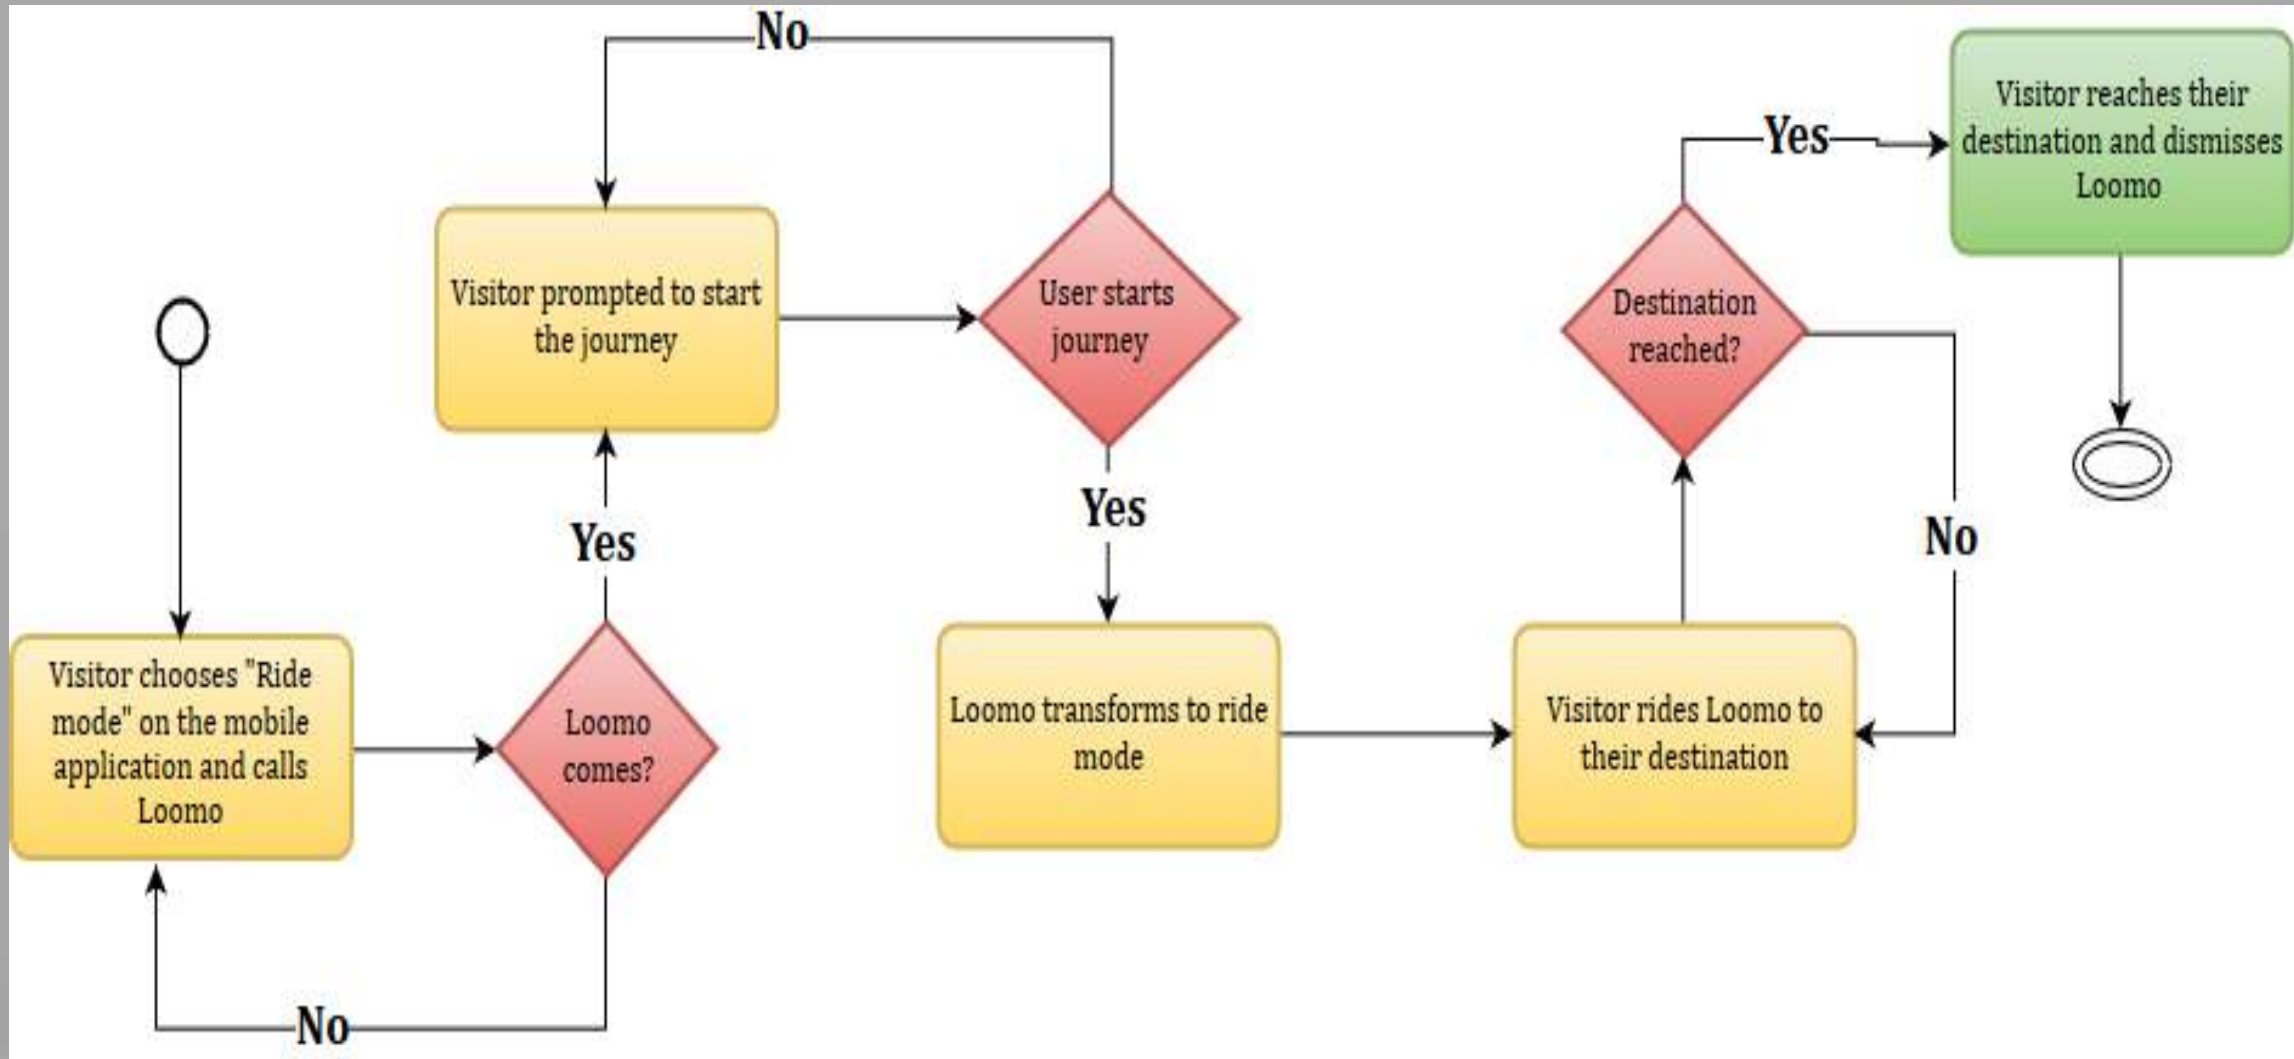 Visitor chooses "Ride
mode" on the mobile
application and calls
Loomo
Loomo
comes?
No
Yes
Visitor prompted to start
the journey
User starts
journey
No
Yes
Loomo transforms to ride
mode
Visitor rides Loomo to
their destination
Destination
reached?
No
Yes
Visitor reaches their
destination and dismisses
Loomo